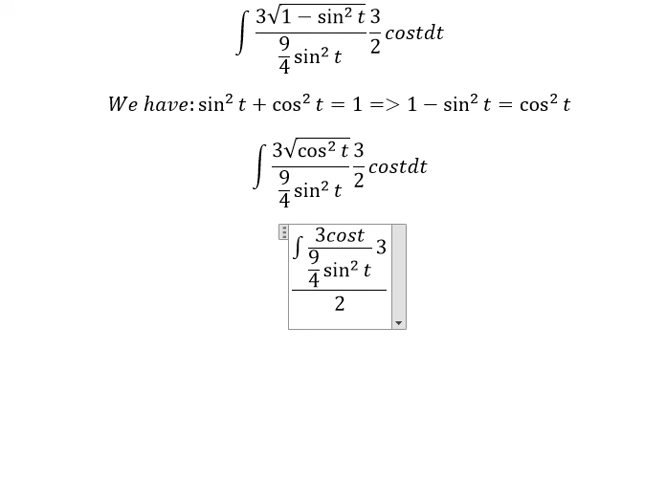 ∫ (3√(1 − sin² t))/(9/4 sin² t) 3/2 costdt
We have: sin² t + cos² t = 1 => 1 − sin² t = cos² t
∫ (3√(cos² t))/(9/4 sin² t) 3/2 costdt
(∫ (3cost)/(9/4 sin² t) 3)/2